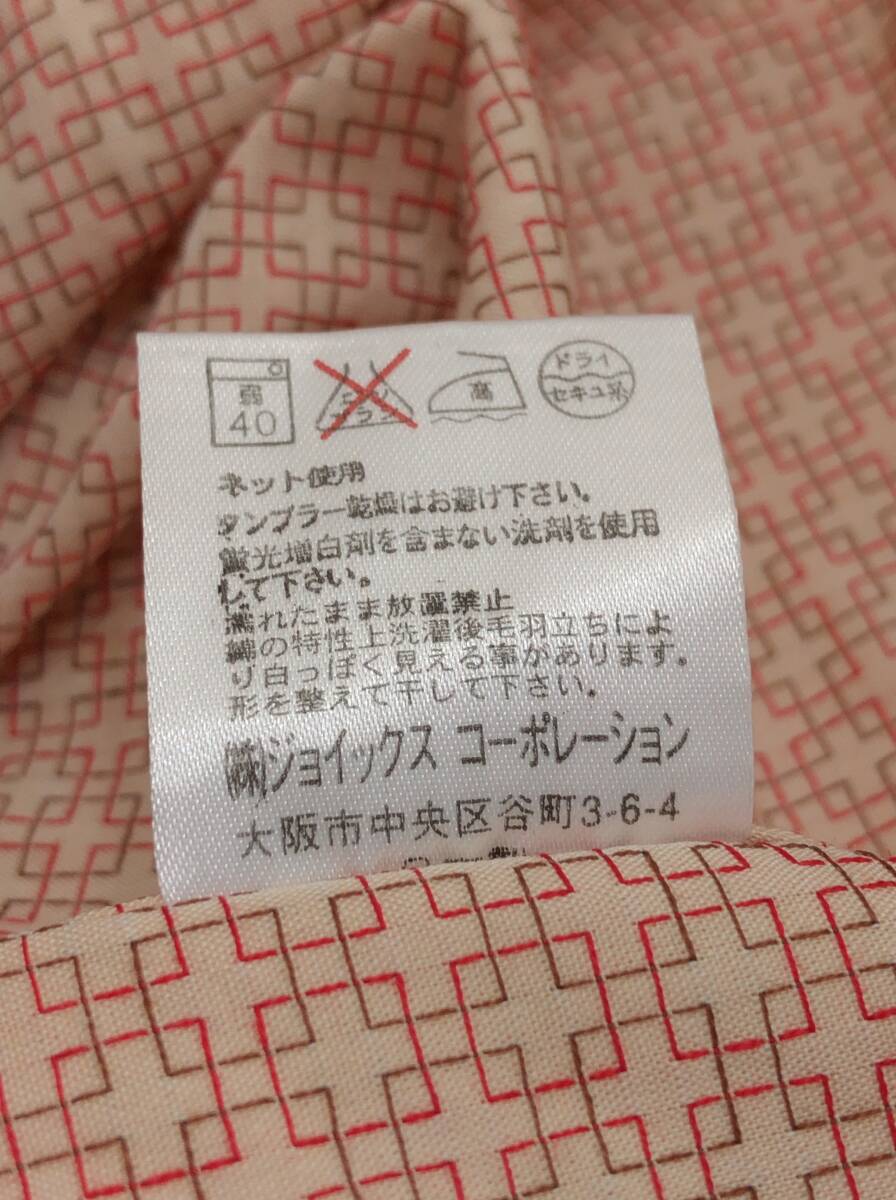 弱
40
エンソ
サラシ
高
ドライ
セキユ系
ネット使用
タンブラー乾燥はお避け下さい。
蛍光増白剤を含まない洗剤を使用
して下さい。
濡れたまま放置禁止
綿の特性上洗濯後毛羽立ちによ
り白っぽく見える事があります。
形を整えて干して下さい。
㈱ジョイックス コーポレーション
大阪市中央区谷町3-6-4